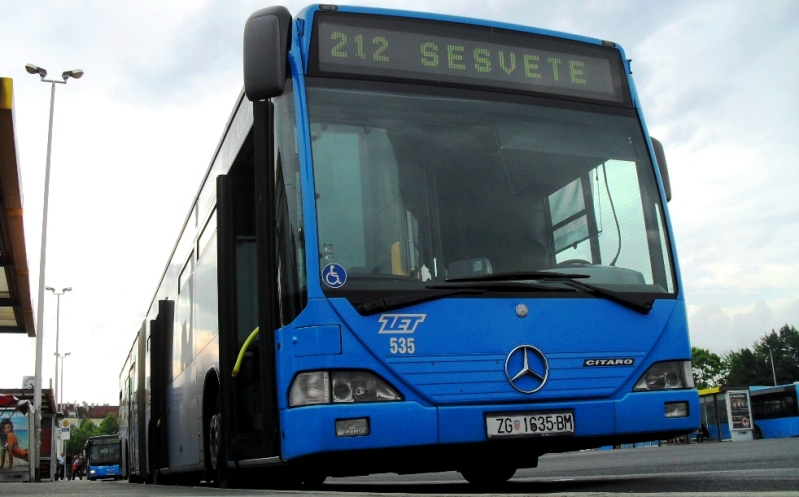 212 SESVETE
ZET
535
CITARO
ZG 1635-BM